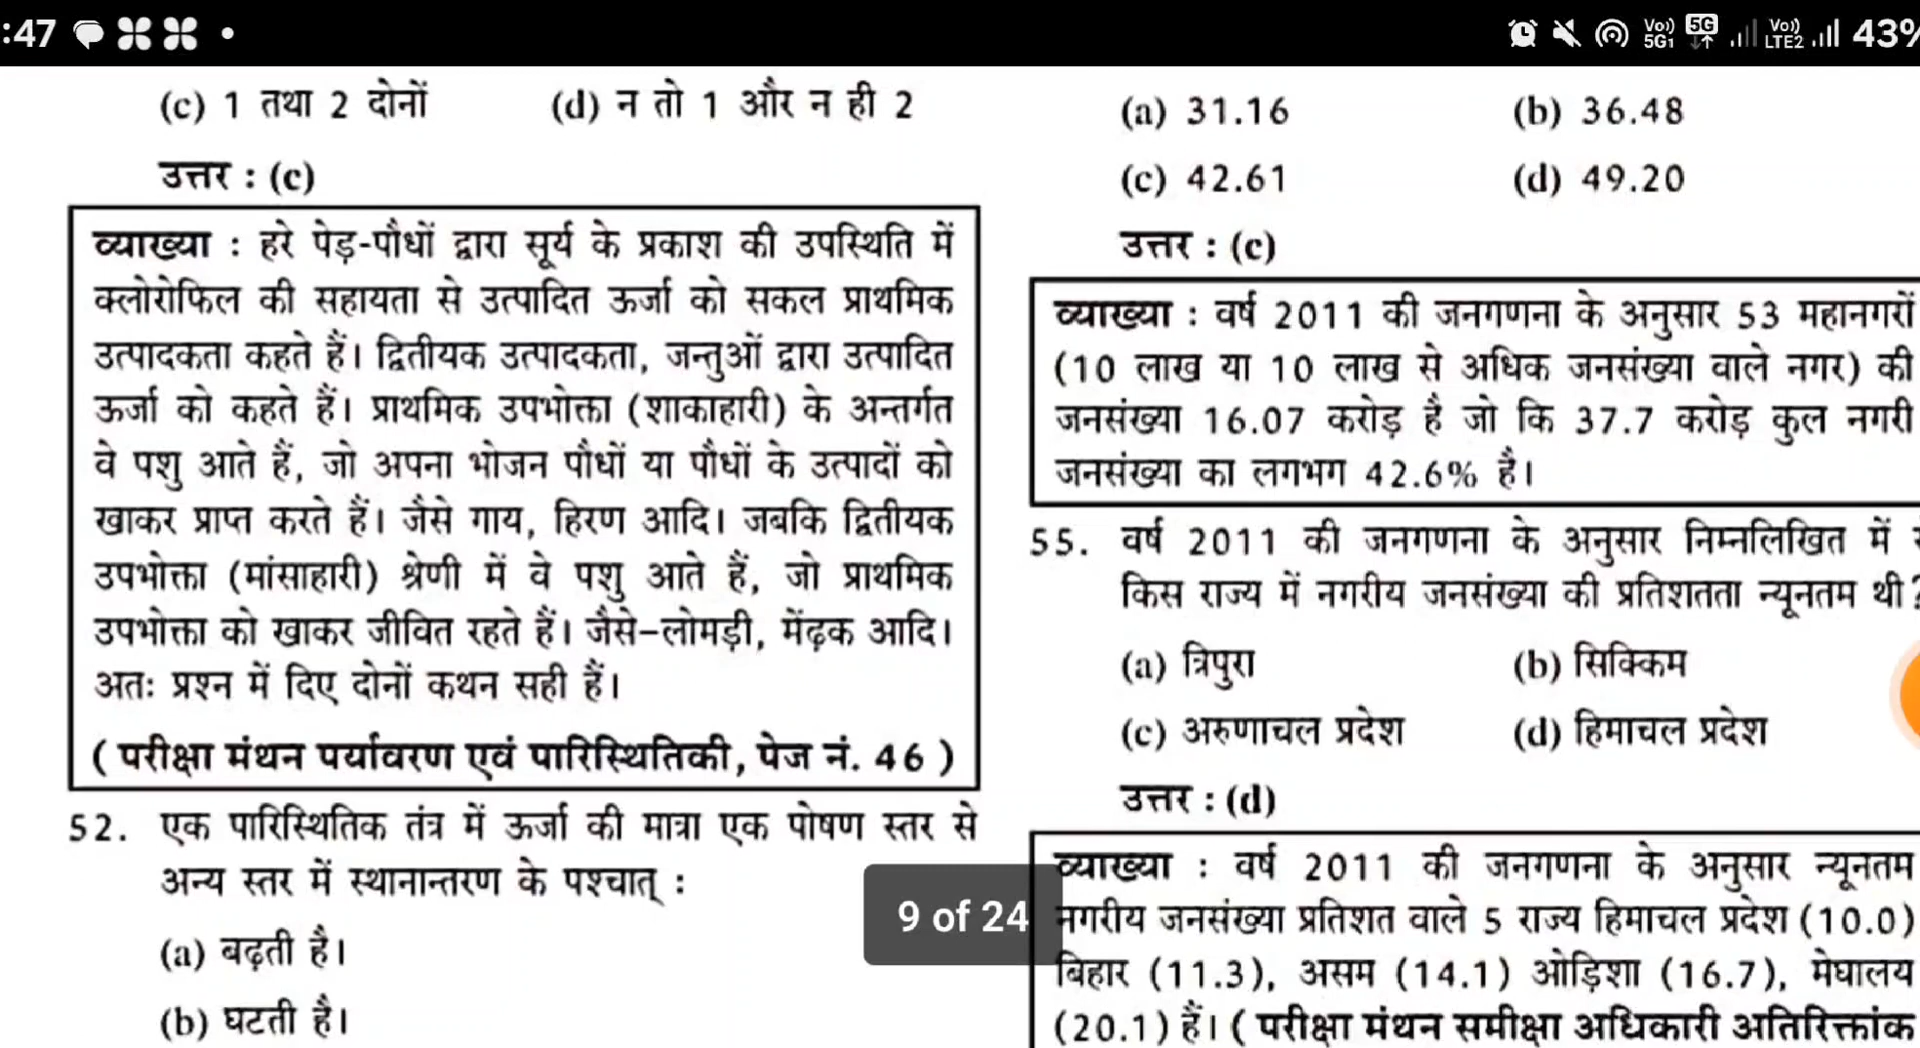 :47
Vo) 5G1 5G Vo) LTE2 43%
(c) 1 तथा 2 दोनों (d) न तो 1 और न ही 2
उत्तर : (c)
व्याख्या : हरे पेड़-पौधों द्वारा सूर्य के प्रकाश की उपस्थिति में
क्लोरोफिल की सहायता से उत्पादित ऊर्जा को सकल प्राथमिक
उत्पादकता कहते हैं। द्वितीयक उत्पादकता, जन्तुओं द्वारा उत्पादित
ऊर्जा को कहते हैं। प्राथमिक उपभोक्ता (शाकाहारी) के अन्तर्गत
वे पशु आते हैं, जो अपना भोजन पौधों या पौधों के उत्पादों को
खाकर प्राप्त करते हैं। जैसे गाय, हिरण आदि। जबकि द्वितीयक
उपभोक्ता (मांसाहारी) श्रेणी में वे पशु आते हैं, जो प्राथमिक
उपभोक्ता को खाकर जीवित रहते हैं। जैसे–लोमड़ी, मेंढ़क आदि।
अतः प्रश्न में दिए दोनों कथन सही हैं।
( परीक्षा मंथन पर्यावरण एवं पारिस्थितिकी, पेज नं. 46 )
52. एक पारिस्थितिक तंत्र में ऊर्जा की मात्रा एक पोषण स्तर से
अन्य स्तर में स्थानान्तरण के पश्चात् :
(a) बढ़ती है।
(b) घटती है।
(a) 31.16 (b) 36.48
(c) 42.61 (d) 49.20
उत्तर : (c)
व्याख्या : वर्ष 2011 की जनगणना के अनुसार 53 महानगरों
(10 लाख या 10 लाख से अधिक जनसंख्या वाले नगर) की
जनसंख्या 16.07 करोड़ है जो कि 37.7 करोड़ कुल नगरी
जनसंख्या का लगभग 42.6% है।
55. वर्ष 2011 की जनगणना के अनुसार निम्नलिखित में
किस राज्य में नगरीय जनसंख्या की प्रतिशतता न्यूनतम थी?
(a) त्रिपुरा (b) सिक्किम
(c) अरुणाचल प्रदेश (d) हिमाचल प्रदेश
उत्तर : (d)
व्याख्या : वर्ष 2011 की जनगणना के अनुसार न्यूनतम
नगरीय जनसंख्या प्रतिशत वाले 5 राज्य हिमाचल प्रदेश (10.0)
बिहार (11.3), असम (14.1) ओड़िशा (16.7), मेघालय
(20.1) हैं। ( परीक्षा मंथन समीक्षा अधिकारी अतिरिक्तांक
9 of 24